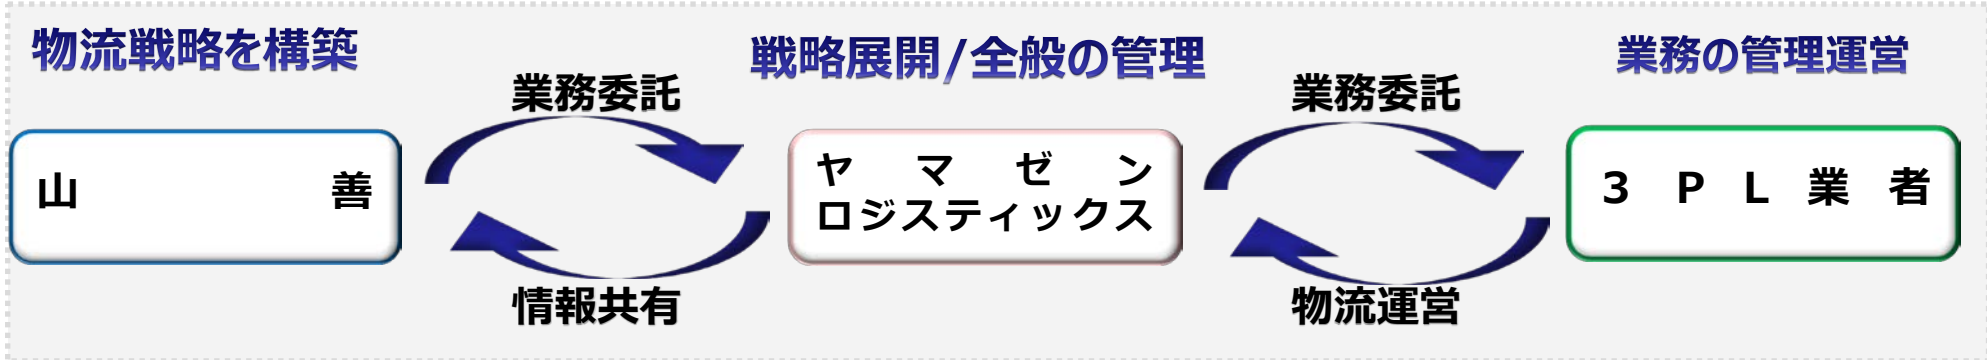 物流戦略を構築
戦略展開/全般の管理
業務の管理運営
業務委託
業務委託
山善
ヤマゼン
ロジスティックス
3PL業者
情報共有
物流運営